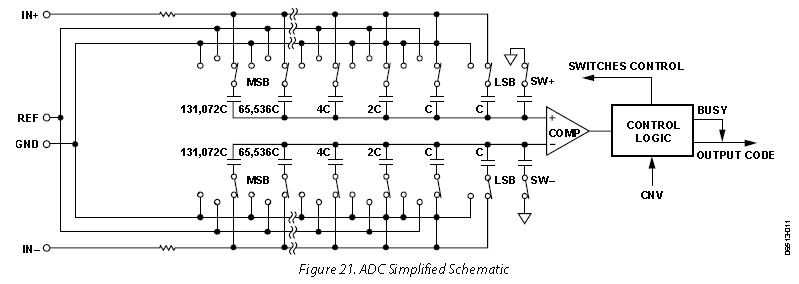 IN+
MSB
LSB
SW+
SWITCHES CONTROL
131,072C 65,536C 4C 2C C C
REF
GND
+
COMP
–
CONTROL
LOGIC
BUSY
OUTPUT CODE
CNV
131,072C 65,536C 4C 2C C C
MSB
LSB
SW–
IN–
Figure 21. ADC Simplified Schematic